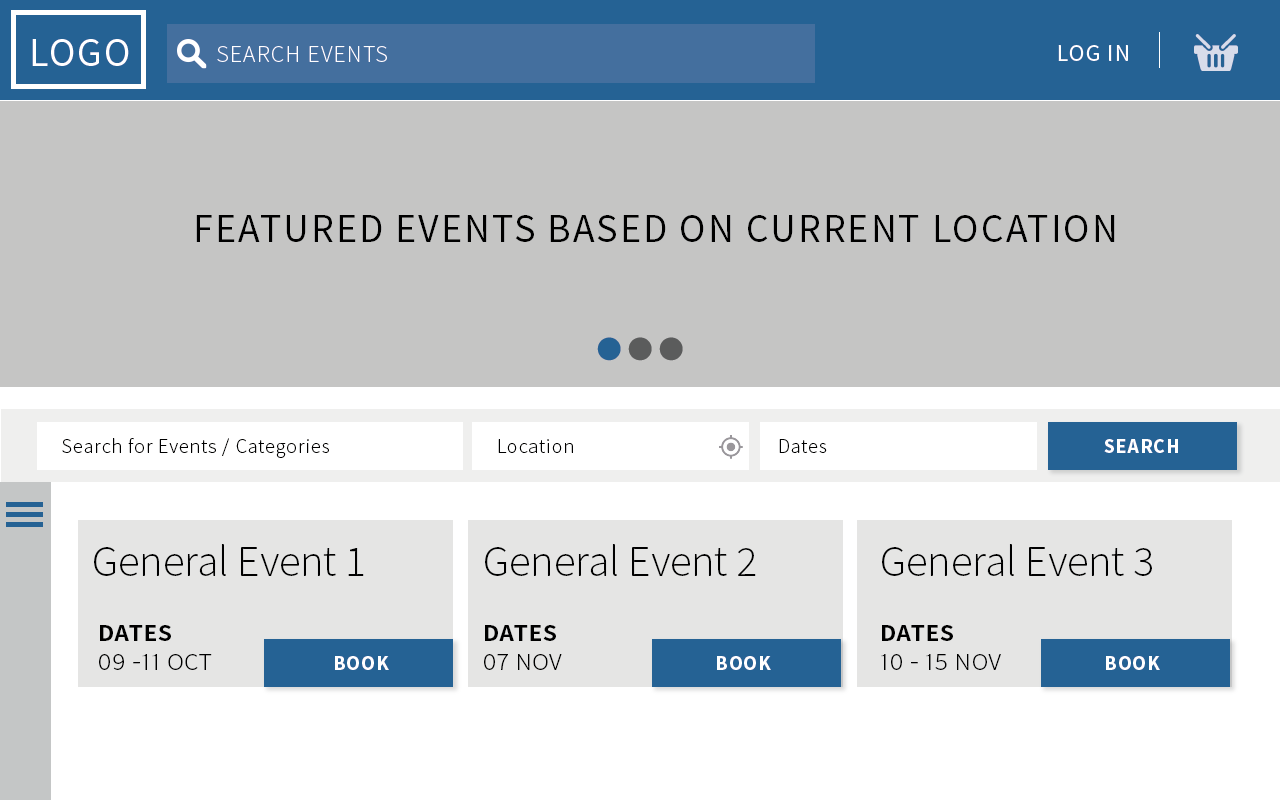 LOGO
SEARCH EVENTS
LOG IN
FEATURED EVENTS BASED ON CURRENT LOCATION
Search for Events / Categories
Location
Dates
SEARCH
General Event 1
DATES
09 -11 OCT
BOOK
General Event 2
DATES
07 NOV
BOOK
General Event 3
DATES
10 - 15 NOV
BOOK